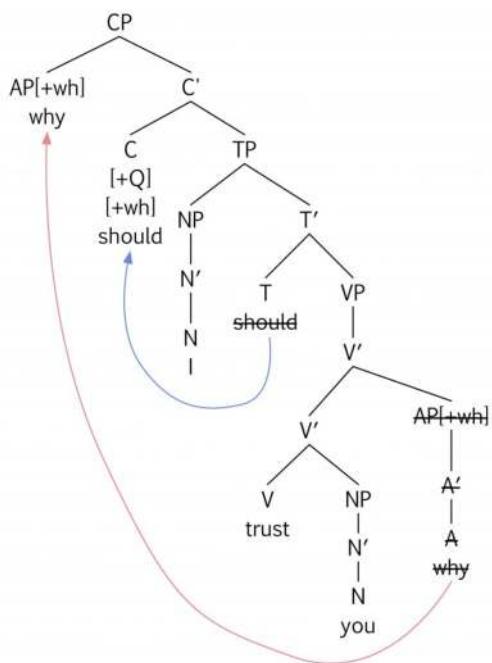 CP
AP[+wh] C'
why
C TP
[+Q]
[+wh] NP T′
should
N′ T VP
should
N V′
I
V′ AP[+wh]
V NP A′
trust
N′ A
why
N
you